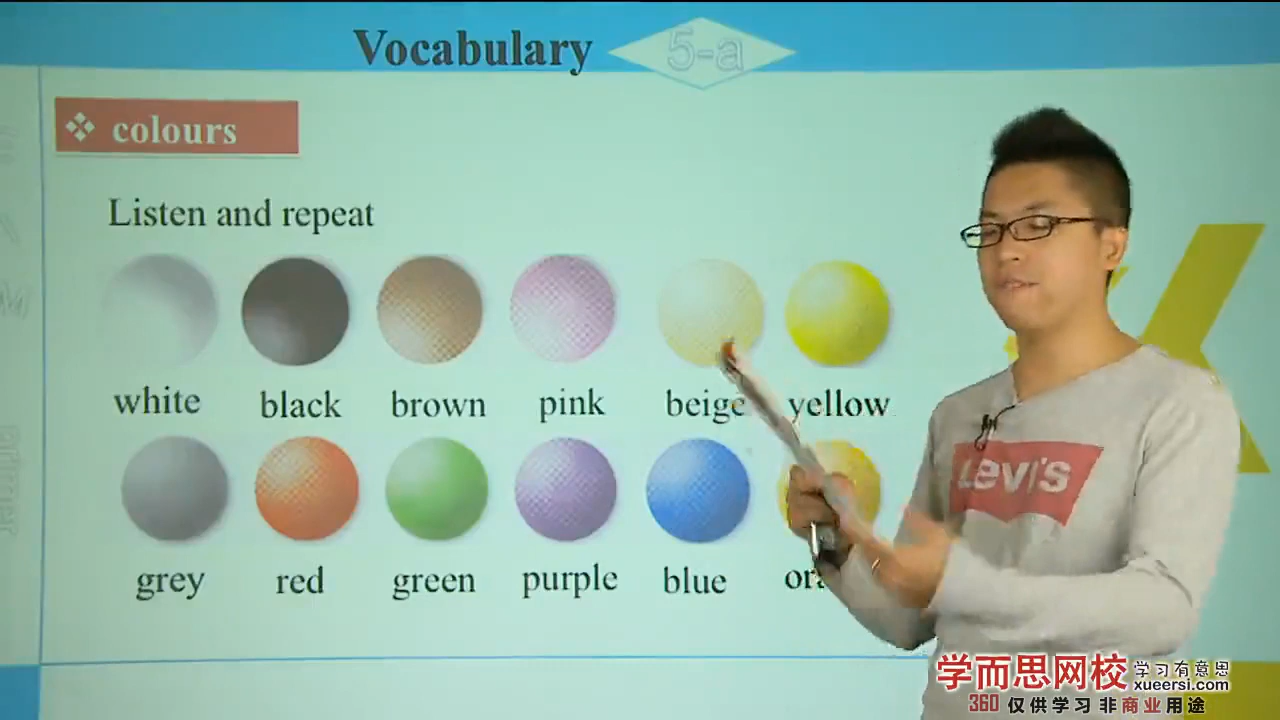 Vocabulary 5-a
❖ colours
Listen and repeat
white black brown pink beige yellow
grey red green purple blue
Levi's
学而思网校 学习有意思
xueersi.com
360 仅供学习 非商业用途